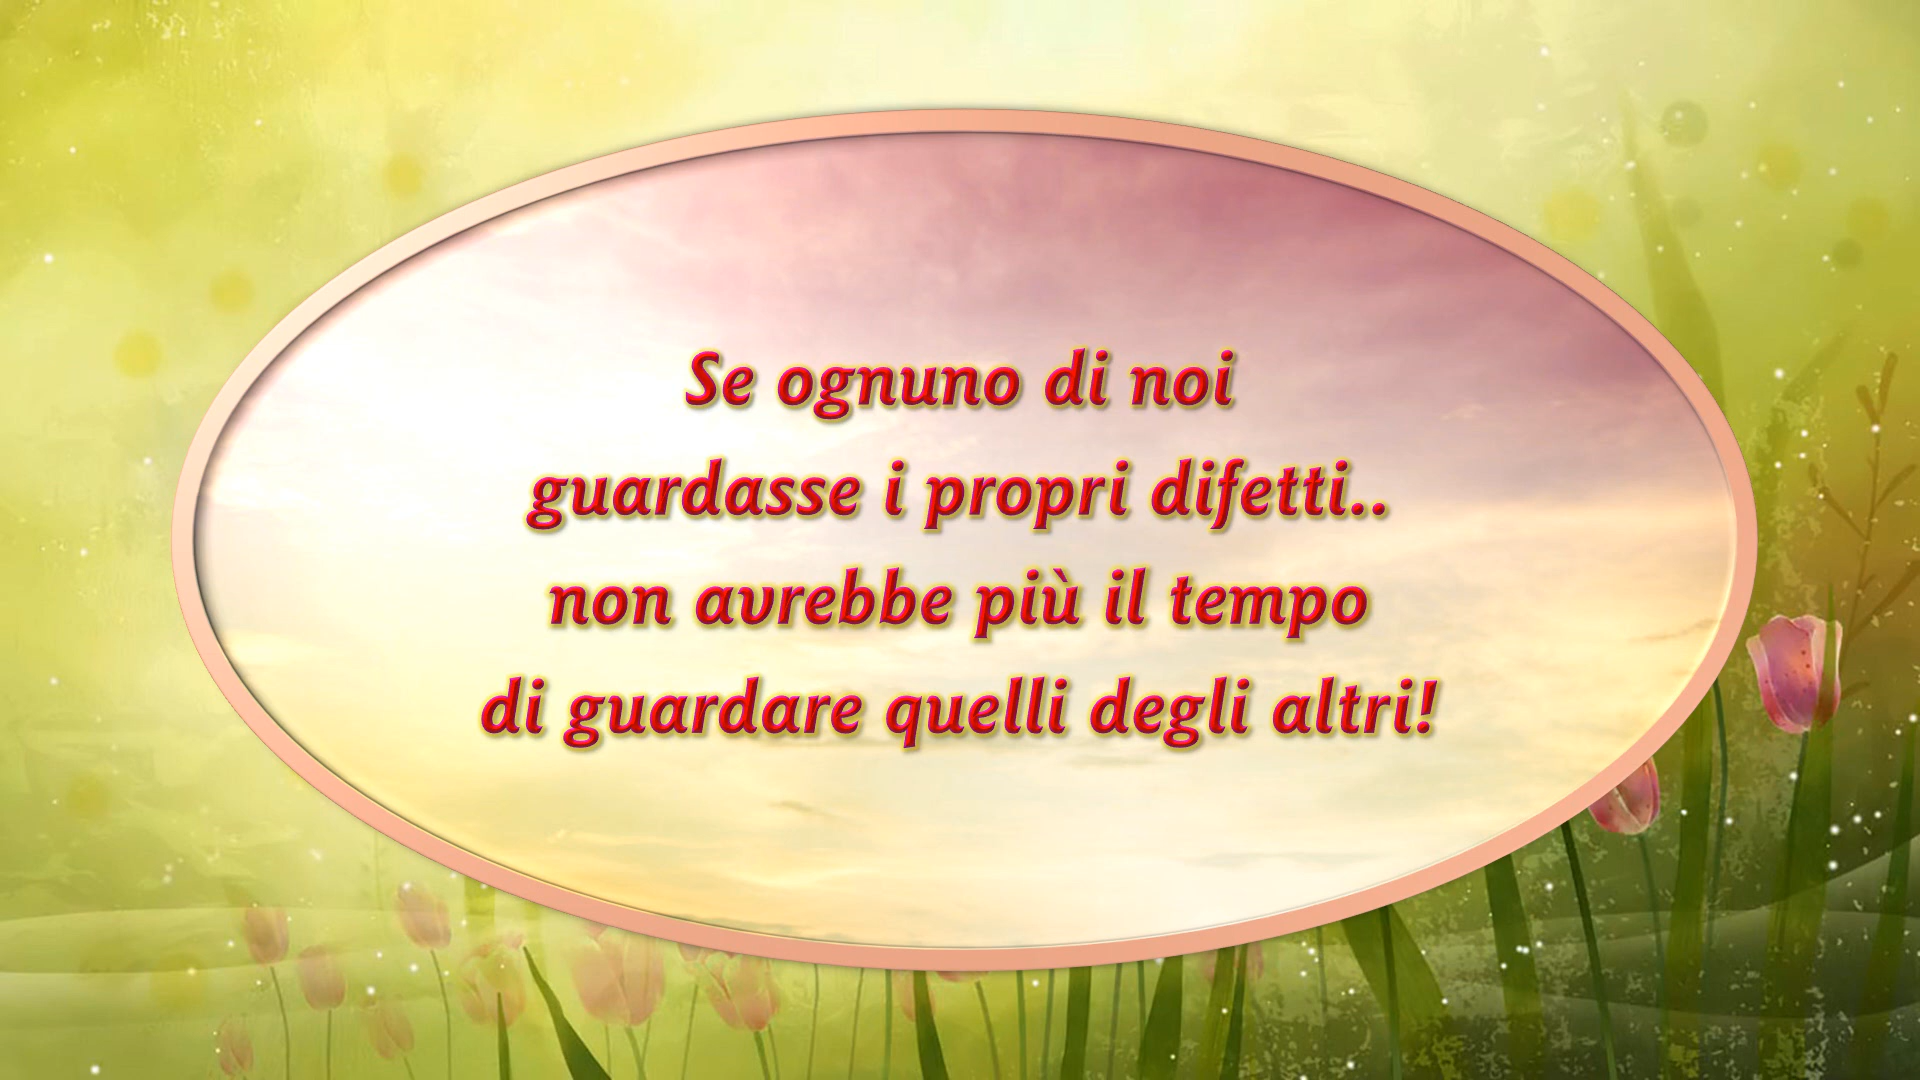 Se ognuno di noi
guardasse i propri difetti..
non avrebbe più il tempo
di guardare quelli degli altri!